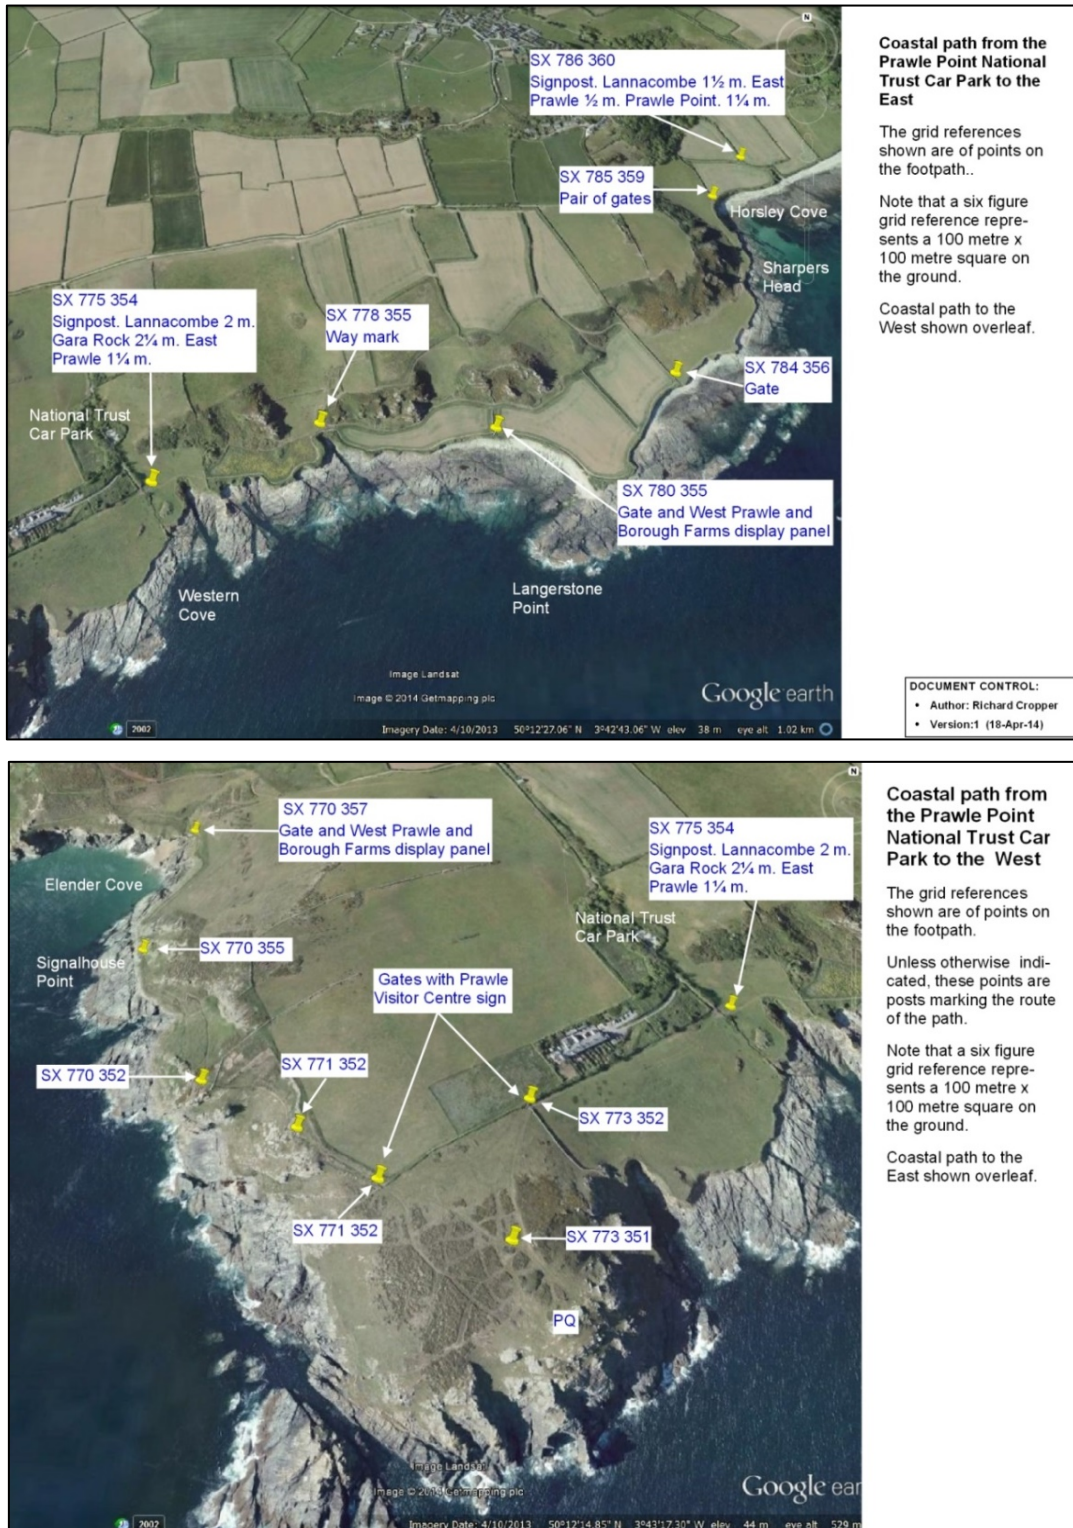 N
SX 786 360
Signpost. Lannacombe 1½ m. East
Prawle ½ m. Prawle Point. 1¼ m.
SX 785 359
Pair of gates
Horsley Cove
Sharpers
Head
SX 775 354
Signpost. Lannacombe 2 m.
Gara Rock 2¼ m. East
Prawle 1¼ m.
SX 778 355
Way mark
SX 784 356
Gate
National Trust
Car Park
SX 780 355
Gate and West Prawle and
Borough Farms display panel
Western
Cove
Langerstone
Point
Image Landsat
Image © 2014 Getmapping plc
Google earth
2002
Imagery Date: 4/10/2013 50°12'27.06" N 3°42'43.06" W elev 38 m eye alt 1.02 km
Coastal path from the
Prawle Point National
Trust Car Park to the
East
The grid references
shown are of points on
the footpath..
Note that a six figure
grid reference repre-
sents a 100 metre x
100 metre square on
the ground.
Coastal path to the
West shown overleaf.
DOCUMENT CONTROL:
• Author: Richard Cropper
• Version:1 (18-Apr-14)
N
SX 770 357
Gate and West Prawle and
Borough Farms display panel
SX 775 354
Signpost. Lannacombe 2 m.
Gara Rock 2¼ m. East
Prawle 1¼ m.
Elender Cove
National Trust
Car Park
SX 770 355
Signalhouse
Point
Gates with Prawle
Visitor Centre sign
SX 771 352
SX 770 352
SX 773 352
SX 771 352
SX 773 351
PQ
Image Landsat
Image © 2014 Getmapping plc
Google ear
2002
Imagery Date: 4/10/2013 50°12'14.85" N 3°43'17.30" W elev 44 m eye alt 529 m
Coastal path from
the Prawle Point
National Trust Car
Park to the West
The grid references
shown are of points on
the footpath.
Unless otherwise indi-
cated, these points are
posts marking the route
of the path.
Note that a six figure
grid reference repre-
sents a 100 metre x
100 metre square on
the ground.
Coastal path to the
East shown overleaf.